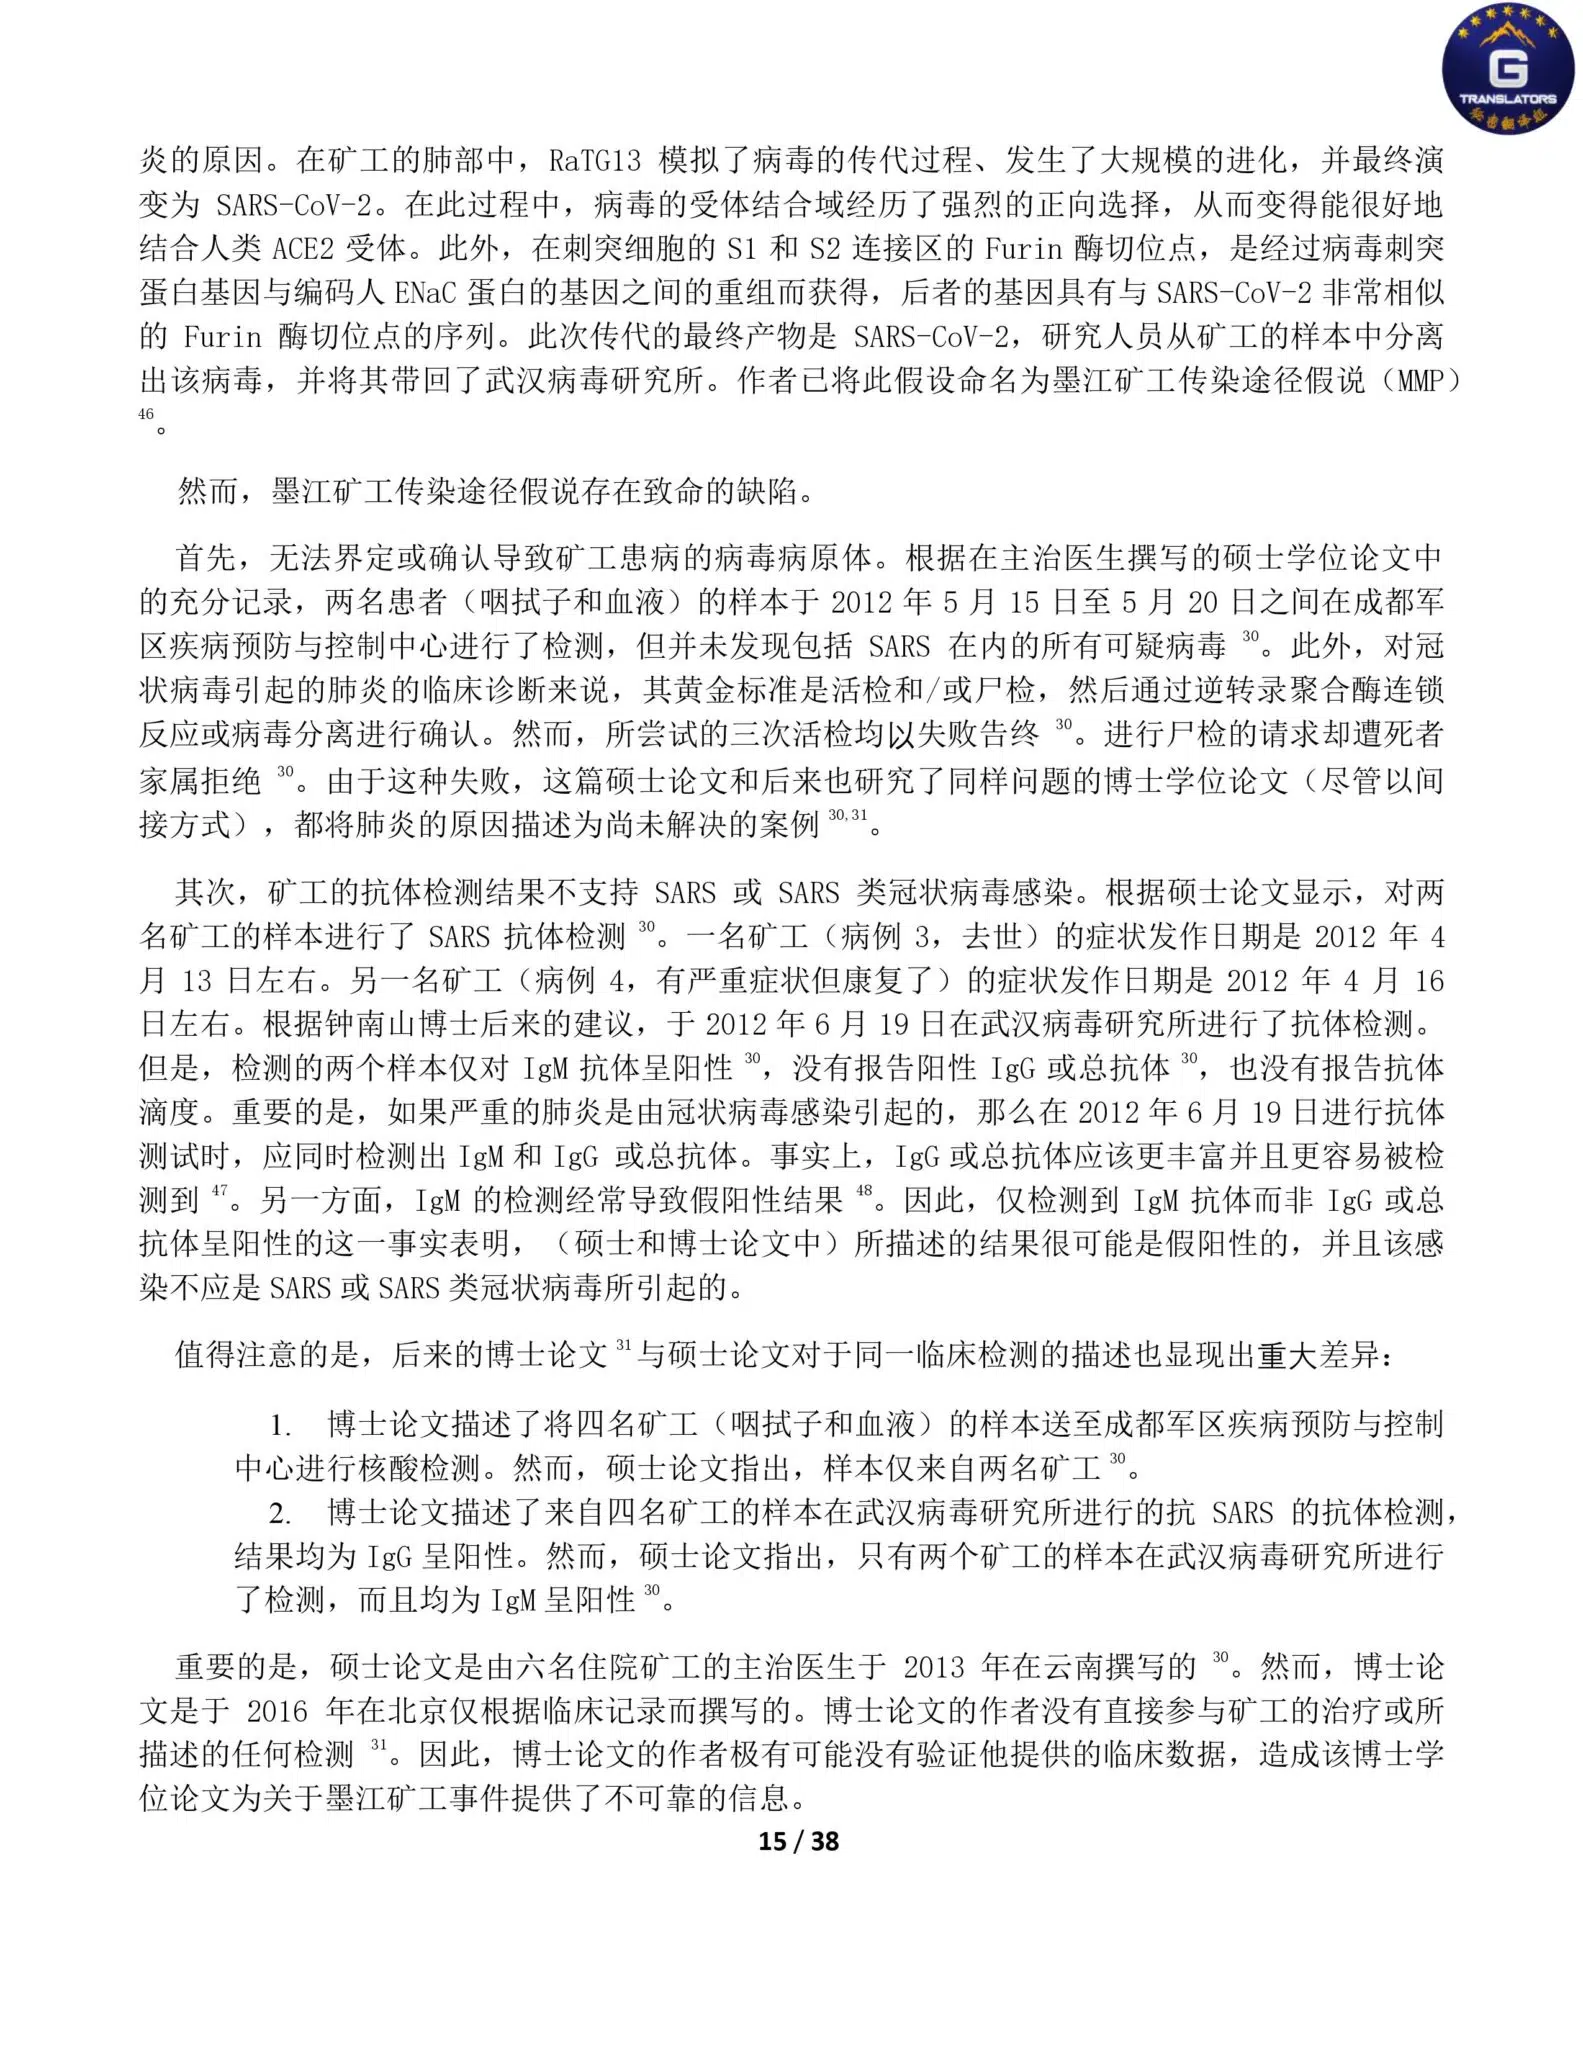 G
TRANSLATORS
炎的原因。在矿工的肺部中，RaTG13 模拟了病毒的传代过程、发生了大规模的进化，并最终演
变为 SARS-CoV-2。在此过程中，病毒的受体结合域经历了强烈的正向选择，从而变得能很好地
结合人类 ACE2 受体。此外，在刺突细胞的 S1 和 S2 连接区的 Furin 酶切位点，是经过病毒刺突
蛋白基因与编码人 ENaC 蛋白的基因之间的重组而获得，后者的基因具有与 SARS-CoV-2 非常相似
的 Furin 酶切位点的序列。此次传代的最终产物是 SARS-CoV-2，研究人员从矿工的样本中分离
出该病毒，并将其带回了武汉病毒研究所。作者已将此假设命名为墨江矿工传染途径假说（MMP）
46。
然而，墨江矿工传染途径假说存在致命的缺陷。
首先，无法界定或确认导致矿工患病的病毒病原体。根据在主治医生撰写的硕士学位论文中
的充分记录，两名患者（咽拭子和血液）的样本于 2012 年 5 月 15 日至 5 月 20 日之间在成都军
区疾病预防与控制中心进行了检测，但并未发现包括 SARS 在内的所有可疑病毒 30。此外，对冠
状病毒引起的肺炎的临床诊断来说，其黄金标准是活检和/或尸检，然后通过逆转录聚合酶连锁
反应或病毒分离进行确认。然而，所尝试的三次活检均以失败告终 30。进行尸检的请求却遭死者
家属拒绝 30。由于这种失败，这篇硕士论文和后来也研究了同样问题的博士学位论文（尽管以间
接方式），都将肺炎的原因描述为尚未解决的案例 30,31。
其次，矿工的抗体检测结果不支持 SARS 或 SARS 类冠状病毒感染。根据硕士论文显示，对两
名矿工的样本进行了 SARS 抗体检测 30。一名矿工（病例 3，去世）的症状发作日期是 2012 年 4
月 13 日左右。另一名矿工（病例 4，有严重症状但康复了）的症状发作日期是 2012 年 4 月 16
日左右。根据钟南山博士后来的建议，于 2012 年 6 月 19 日在武汉病毒研究所进行了抗体检测。
但是，检测的两个样本仅对 IgM 抗体呈阳性 30，没有报告阳性 IgG 或总抗体 30，也没有报告抗体
滴度。重要的是，如果严重的肺炎是由冠状病毒感染引起的，那么在 2012 年 6 月 19 日进行抗体
测试时，应同时检测出 IgM 和 IgG 或总抗体。事实上，IgG 或总抗体应该更丰富并且更容易被检
测到 47。另一方面，IgM 的检测经常导致假阳性结果 48。因此，仅检测到 IgM 抗体而非 IgG 或总
抗体呈阳性的这一事实表明，（硕士和博士论文中）所描述的结果很可能是假阳性的，并且该感
染不应是 SARS 或 SARS 类冠状病毒所引起的。
值得注意的是，后来的博士论文 31 与硕士论文对于同一临床检测的描述也显现出重大差异：
1. 博士论文描述了将四名矿工（咽拭子和血液）的样本送至成都军区疾病预防与控制
中心进行核酸检测。然而，硕士论文指出，样本仅来自两名矿工 30。
2. 博士论文描述了来自四名矿工的样本在武汉病毒研究所进行的抗 SARS 的抗体检测，
结果均为 IgG 呈阳性。然而，硕士论文指出，只有两个矿工的样本在武汉病毒研究所进行
了检测，而且均为 IgM 呈阳性 30。
重要的是，硕士论文是由六名住院矿工的主治医生于 2013 年在云南撰写的 30。然而，博士论
文是于 2016 年在北京仅根据临床记录而撰写的。博士论文的作者没有直接参与矿工的治疗或所
描述的任何检测 31。因此，博士论文的作者极有可能没有验证他提供的临床数据，造成该博士学
位论文为关于墨江矿工事件提供了不可靠的信息。
15 / 38